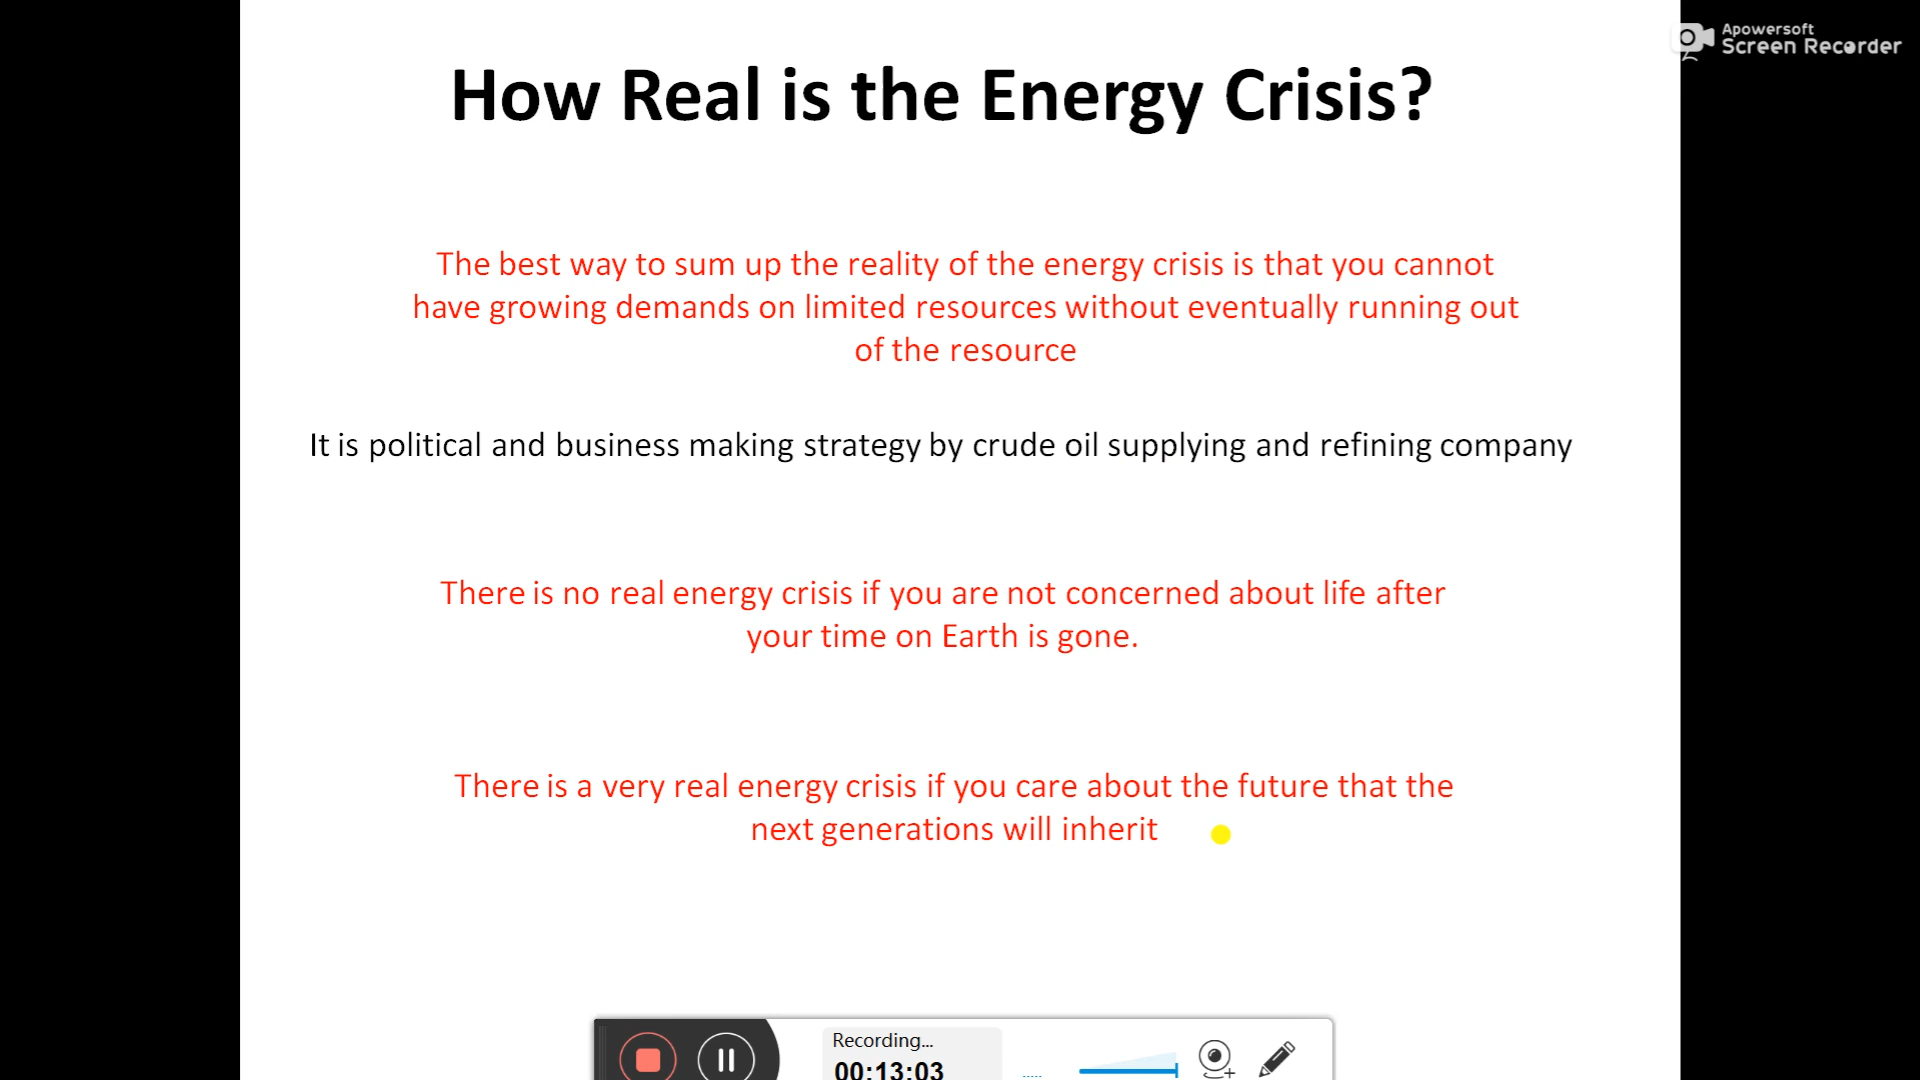 Apowersoft
Screen Recorder
How Real is the Energy Crisis?
The best way to sum up the reality of the energy crisis is that you cannot
have growing demands on limited resources without eventually running out
of the resource
It is political and business making strategy by crude oil supplying and refining company
There is no real energy crisis if you are not concerned about life after
your time on Earth is gone.
There is a very real energy crisis if you care about the future that the
next generations will inherit
Recording...
00:13:03